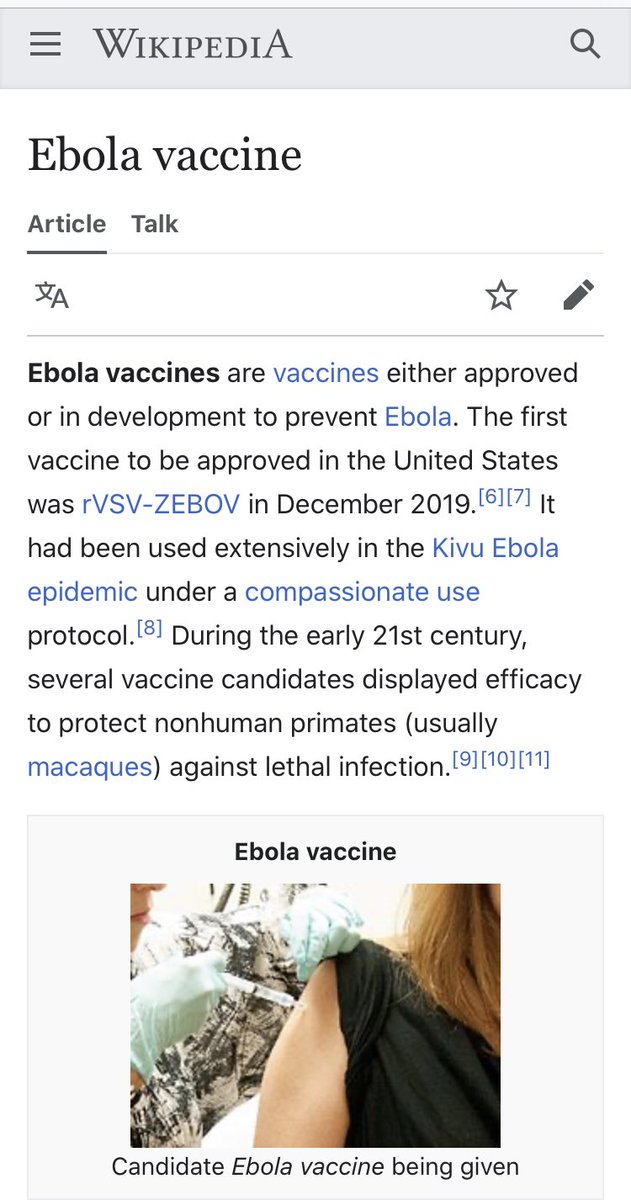 WIKIPEDIA
Ebola vaccine
Article Talk
文A
Ebola vaccines are vaccines either approved
or in development to prevent Ebola. The first
vaccine to be approved in the United States
was rVSV-ZEBOV in December 2019.[6][7] It
had been used extensively in the Kivu Ebola
epidemic under a compassionate use
protocol.[8] During the early 21st century,
several vaccine candidates displayed efficacy
to protect nonhuman primates (usually
macaques) against lethal infection.[9][10][11]
Ebola vaccine
Candidate Ebola vaccine being given